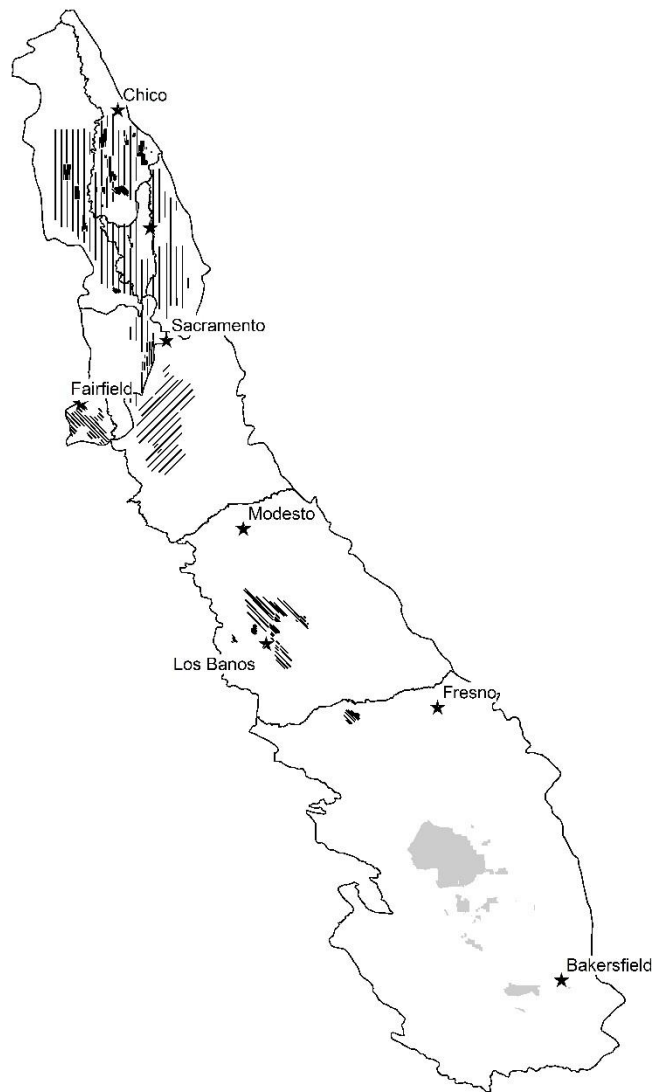 Chico
Sacramento
Fairfield
Modesto
Los Banos
Fresno
Bakersfield